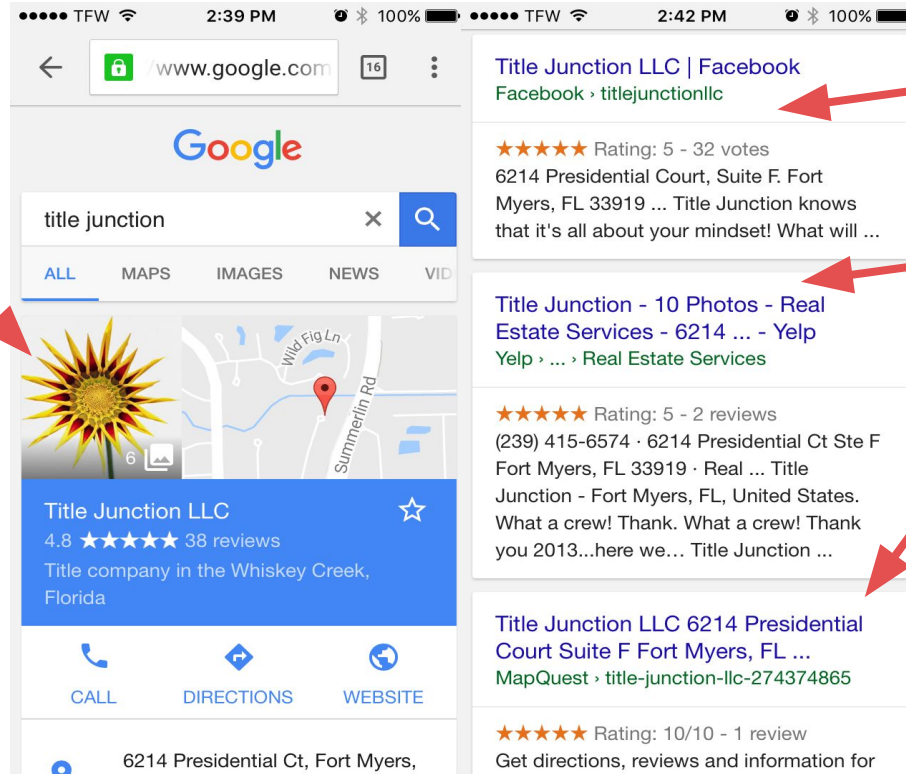 TFW 2:39 PM 100%
www.google.com 16
Google
title junction
ALL MAPS IMAGES NEWS VID
Wild Fig Ln
Summerlin Rd
6
Title Junction LLC
4.8 ★★★★★ 38 reviews
Title company in the Whiskey Creek,
Florida
CALL DIRECTIONS WEBSITE
6214 Presidential Ct, Fort Myers,
TFW 2:42 PM 100%
Title Junction LLC | Facebook
Facebook › titlejunctionllc
★★★★★ Rating: 5 - 32 votes
6214 Presidential Court, Suite F. Fort
Myers, FL 33919 ... Title Junction knows
that it's all about your mindset! What will ...
Title Junction - 10 Photos - Real
Estate Services - 6214 ... - Yelp
Yelp › ... › Real Estate Services
★★★★★ Rating: 5 - 2 reviews
(239) 415-6574 · 6214 Presidential Ct Ste F
Fort Myers, FL 33919 · Real ... Title
Junction - Fort Myers, FL, United States.
What a crew! Thank. What a crew! Thank
you 2013...here we… Title Junction ...
Title Junction LLC 6214 Presidential
Court Suite F Fort Myers, FL ...
MapQuest › title-junction-llc-274374865
★★★★★ Rating: 10/10 - 1 review
Get directions, reviews and information for